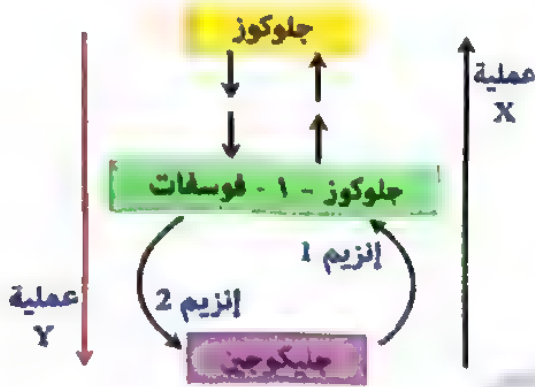 جلوكوز
عملية
X
جلوكوز - ١ - فوسفات
إنزيم 1
إنزيم 2
عملية
Y
جليكوجين